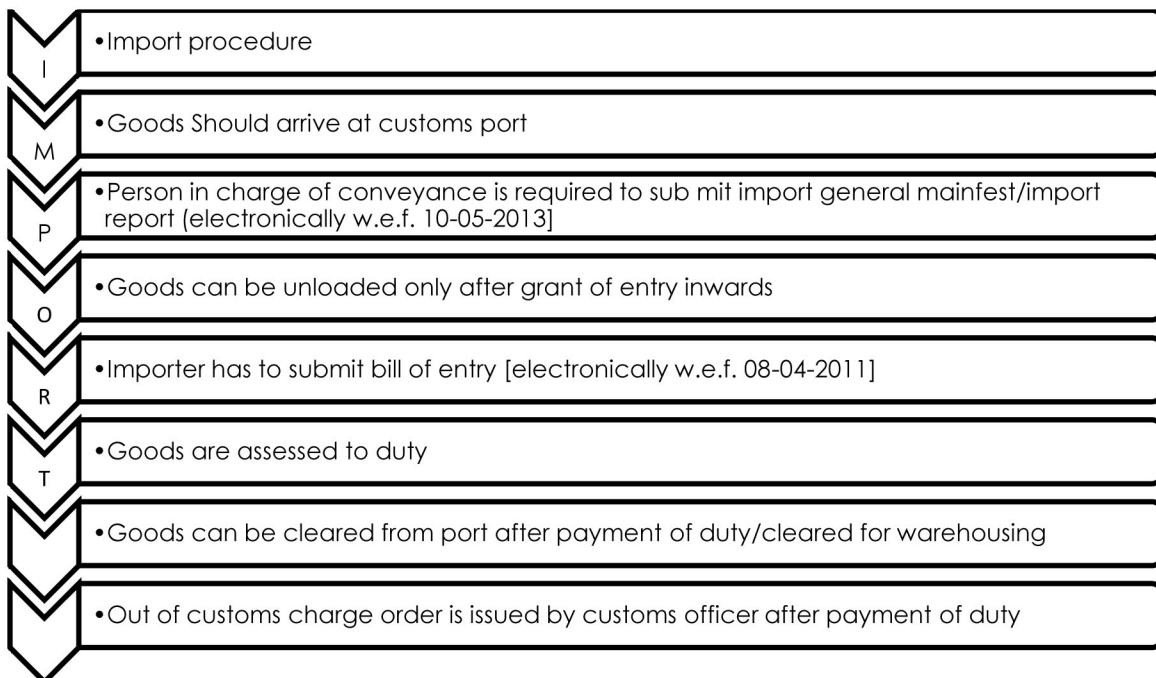 I
•Import procedure
M
•Goods Should arrive at customs port
P
•Person in charge of conveyance is required to sub mit import general mainfest/import
report (electronically w.e.f. 10-05-2013]
O
•Goods can be unloaded only after grant of entry inwards
R
•Importer has to submit bill of entry [electronically w.e.f. 08-04-2011]
T
•Goods are assessed to duty
•Goods can be cleared from port after payment of duty/cleared for warehousing
•Out of customs charge order is issued by customs officer after payment of duty